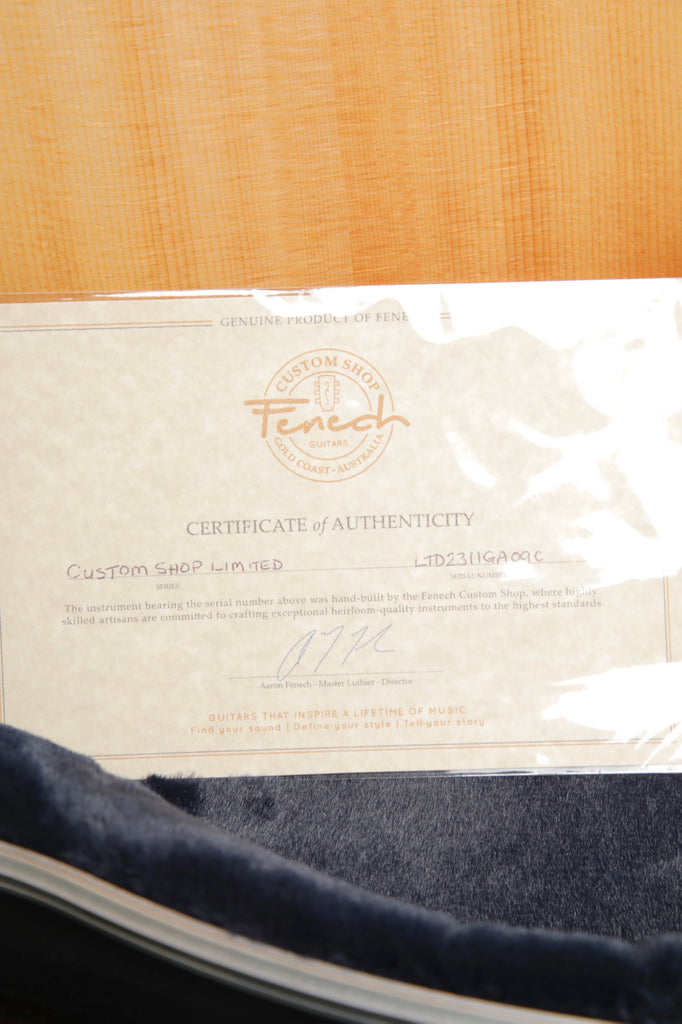 GENUINE PRODUCT OF FENE
CUSTOM SHOP
Fenech
GUITARS
GOLD COAST - AUSTRALIA
CERTIFICATE of AUTHENTICITY
CUSTOM SHOP LIMITED LTD2311GA09C
SERIES SERIAL NUMBER
The instrument bearing the serial number above was hand-built by the Fenech Custom Shop, where highly
skilled artisans are committed to crafting exceptional heirloom-quality instruments to the highest standards
Aaron Fenech - Master Luthier - Director
GUITARS THAT INSPIRE A LIFETIME OF MUSIC
Find your sound | Define your style | Tell your story